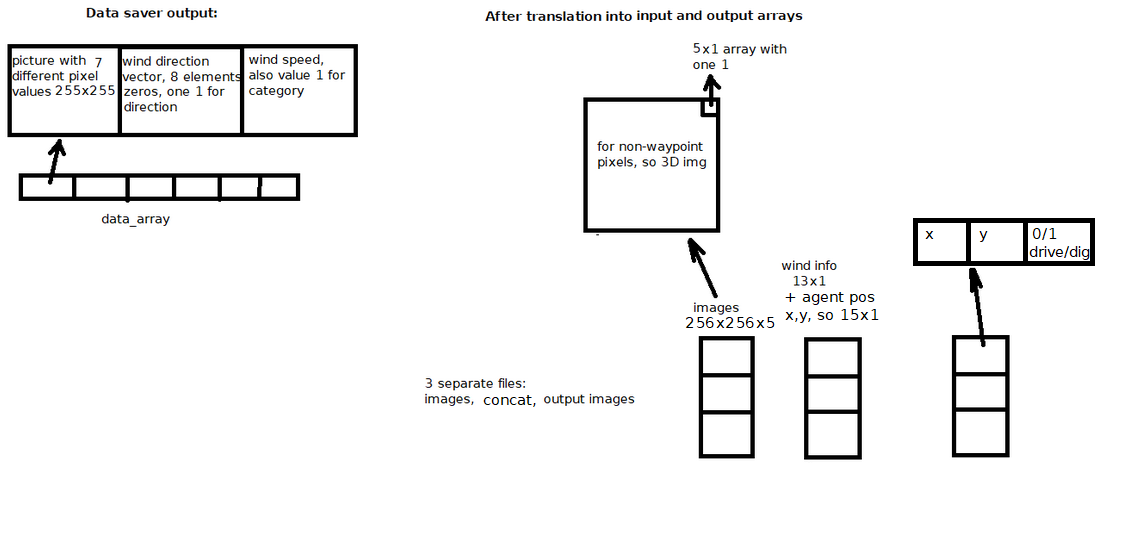 Data saver output:
picture with 7
different pixel
values 255x255
wind direction
vector, 8 elements
zeros, one 1 for
direction
wind speed,
also value 1 for
category
data_array
After translation into input and output arrays
5x1 array with
one 1
for non-waypoint
pixels, so 3D img
images
256x256x5
wind info
13x1
+ agent pos
x,y, so 15x1
x
y
0/1
drive/dig
3 separate files:
images, concat, output images